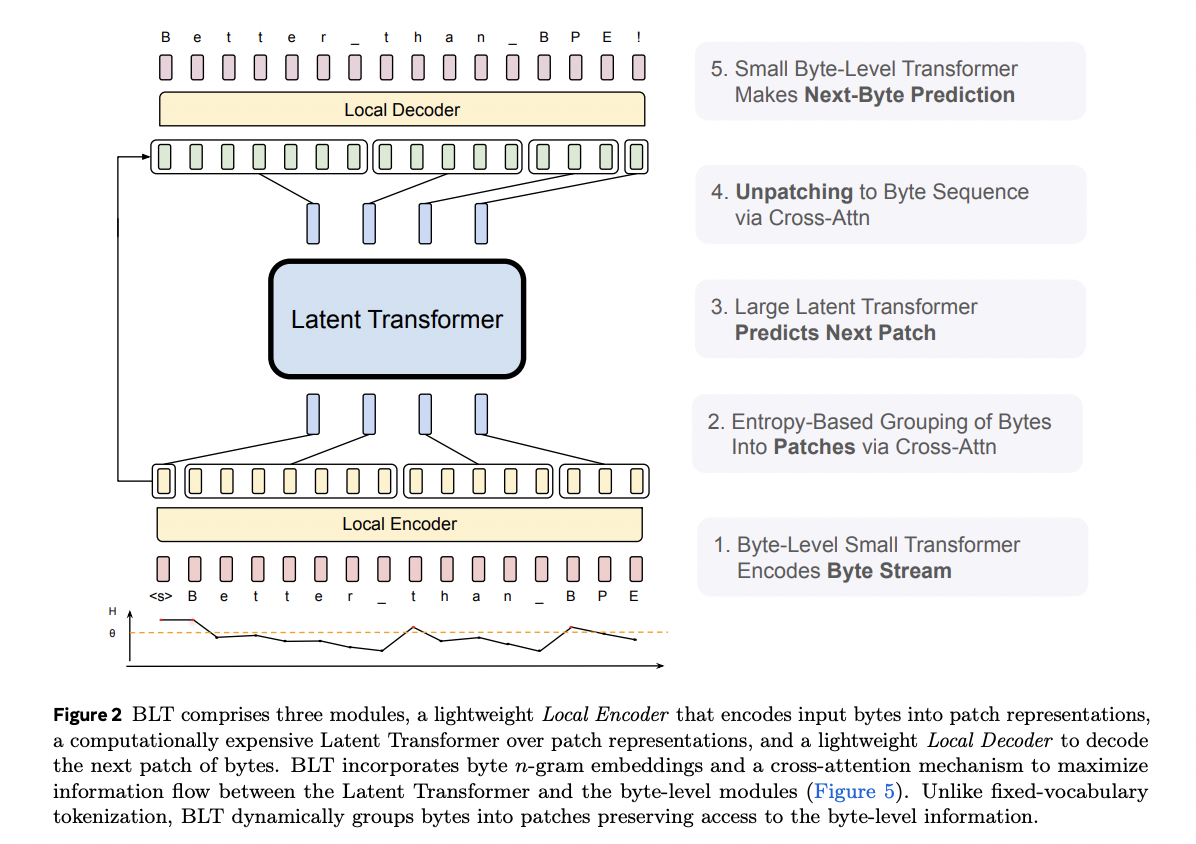 B e t t e r _ t h a n _ B P E !
Local Decoder
5. Small Byte-Level Transformer
Makes Next-Byte Prediction
4. Unpatching to Byte Sequence
via Cross-Attn
Latent Transformer
3. Large Latent Transformer
Predicts Next Patch
2. Entropy-Based Grouping of Bytes
Into Patches via Cross-Attn
Local Encoder
1. Byte-Level Small Transformer
Encodes Byte Stream
<s> B e t t e r _ t h a n _ B P E
H
θ
Figure 2 BLT comprises three modules, a lightweight Local Encoder that encodes input bytes into patch representations,
a computationally expensive Latent Transformer over patch representations, and a lightweight Local Decoder to decode
the next patch of bytes. BLT incorporates byte n-gram embeddings and a cross-attention mechanism to maximize
information flow between the Latent Transformer and the byte-level modules (Figure 5). Unlike fixed-vocabulary
tokenization, BLT dynamically groups bytes into patches preserving access to the byte-level information.